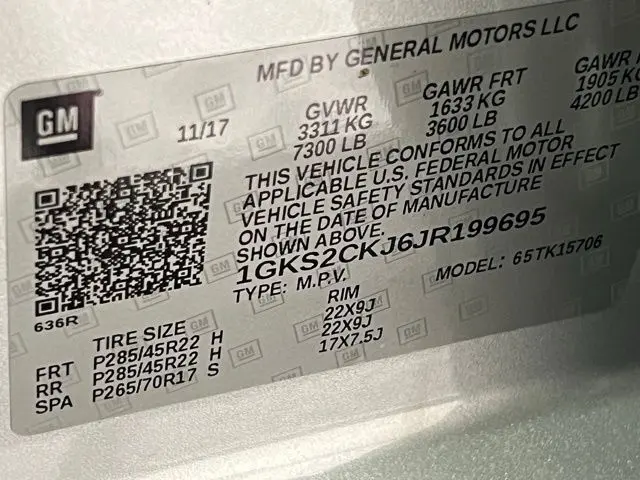 MFD BY GENERAL MOTORS LLC
GM
11/17
GVWR
3311 KG
7300 LB
GAWR FRT
1633 KG
3600 LB
GAWR
1905 KG
4200 LB
THIS VEHICLE CONFORMS TO ALL
APPLICABLE U.S. FEDERAL MOTOR
VEHICLE SAFETY STANDARDS IN EFFECT
ON THE DATE OF MANUFACTURE
SHOWN ABOVE.
1GKS2CKJ6JR199695
TYPE: M.P.V. MODEL: 65TK15706
636R
TIRE SIZE RIM
FRT P285/45R22 H 22X9J
RR P285/45R22 H 22X9J
SPA P265/70R17 S 17X7.5J